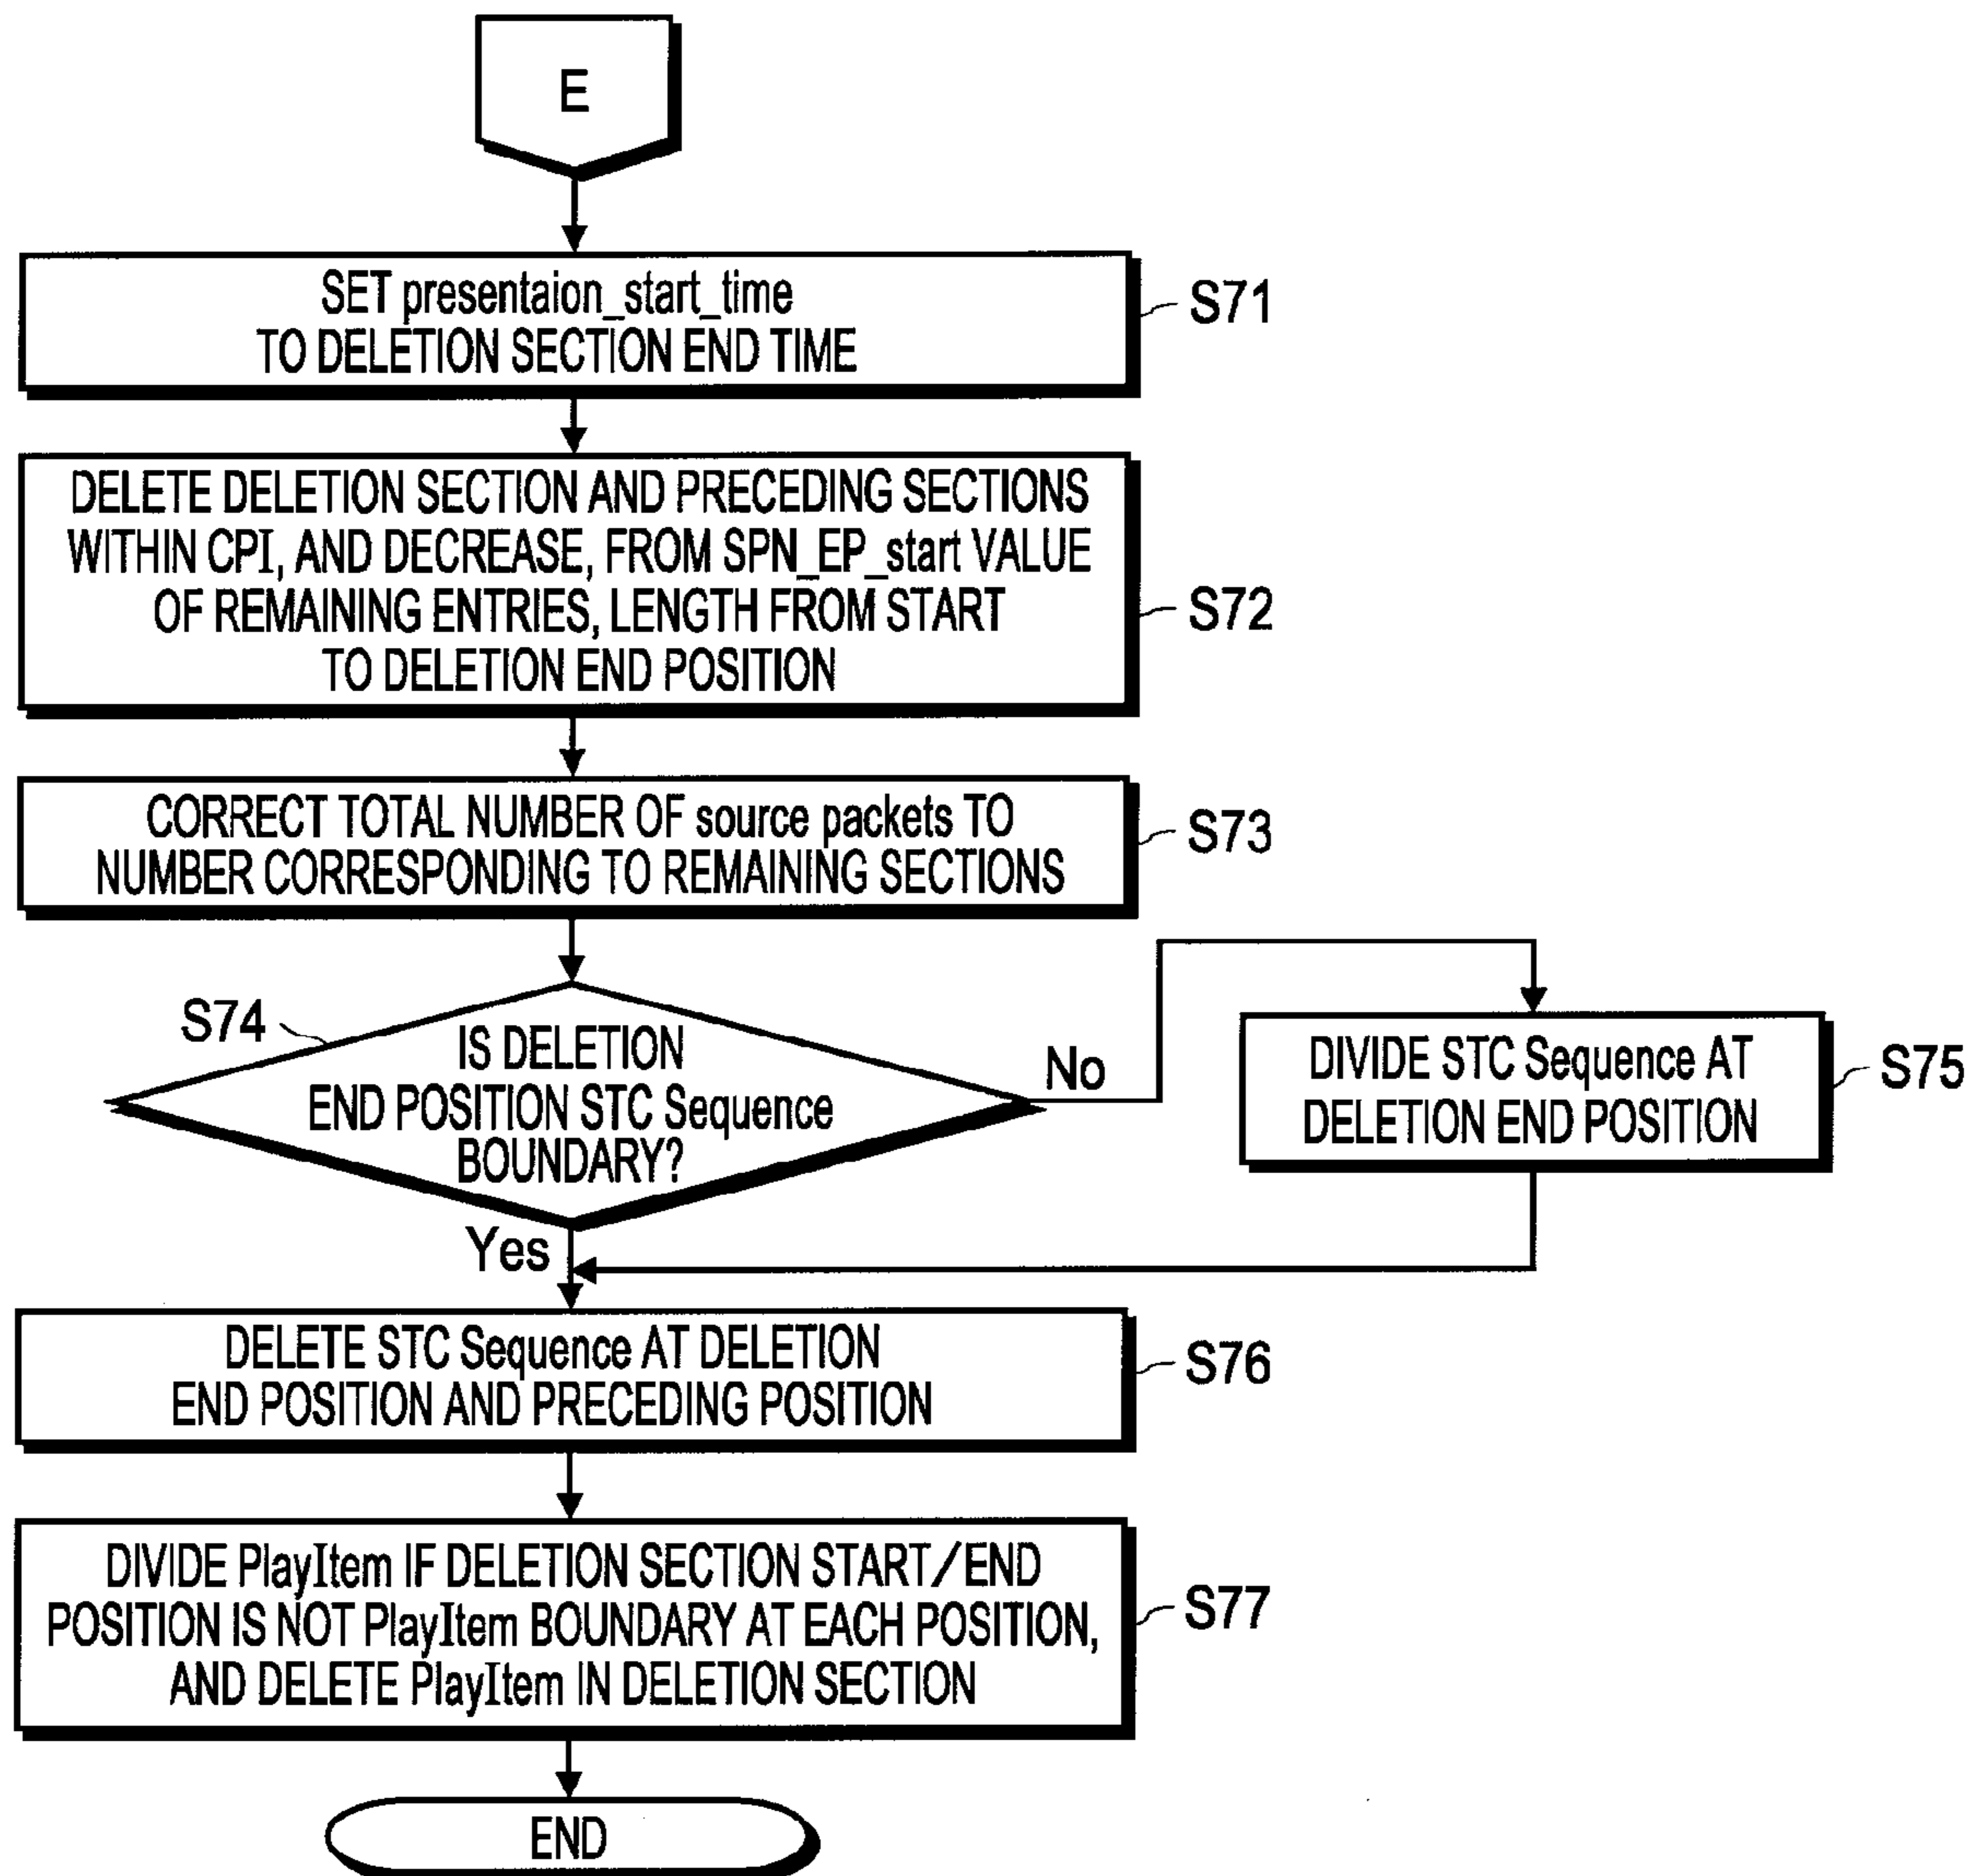 E
SET presentaion_start_time
TO DELETION SECTION END TIME
S71
DELETE DELETION SECTION AND PRECEDING SECTIONS
WITHIN CPI, AND DECREASE, FROM SPN_EP_start VALUE
OF REMAINING ENTRIES, LENGTH FROM START
TO DELETION END POSITION
S72
CORRECT TOTAL NUMBER OF source packets TO
NUMBER CORRESPONDING TO REMAINING SECTIONS
S73
S74
IS DELETION
END POSITION STC Sequence
BOUNDARY?
No
DIVIDE STC Sequence AT
DELETION END POSITION
S75
Yes
DELETE STC Sequence AT DELETION
END POSITION AND PRECEDING POSITION
S76
DIVIDE PlayItem IF DELETION SECTION START/END
POSITION IS NOT PlayItem BOUNDARY AT EACH POSITION,
AND DELETE PlayItem IN DELETION SECTION
S77
END